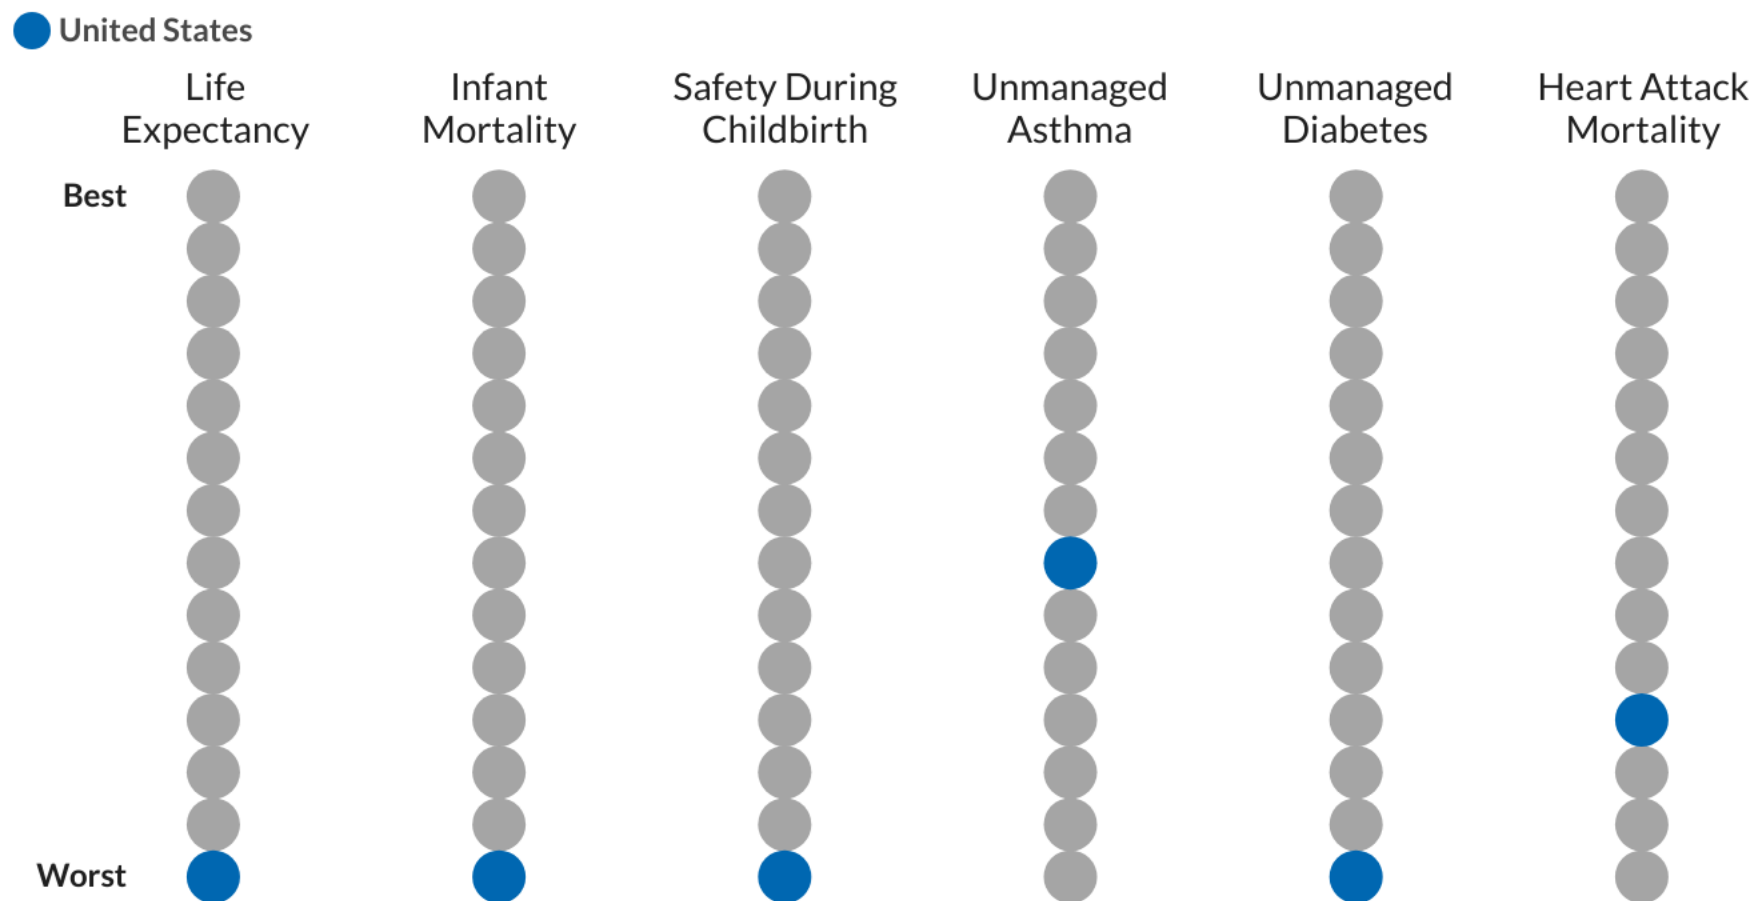 United States
Life
Expectancy
Infant
Mortality
Safety During
Childbirth
Unmanaged
Asthma
Unmanaged
Diabetes
Heart Attack
Mortality
Best
Worst